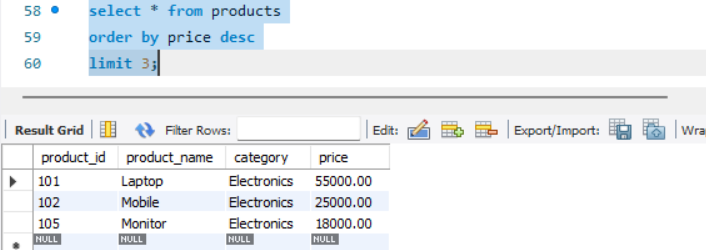 58 select * from products
59 order by price desc
60 limit 3;
Result Grid Filter Rows: Edit: Export/Import: Wra
product_id product_name category price
101 Laptop Electronics 55000.00
102 Mobile Electronics 25000.00
105 Monitor Electronics 18000.00
NULL NULL NULL NULL